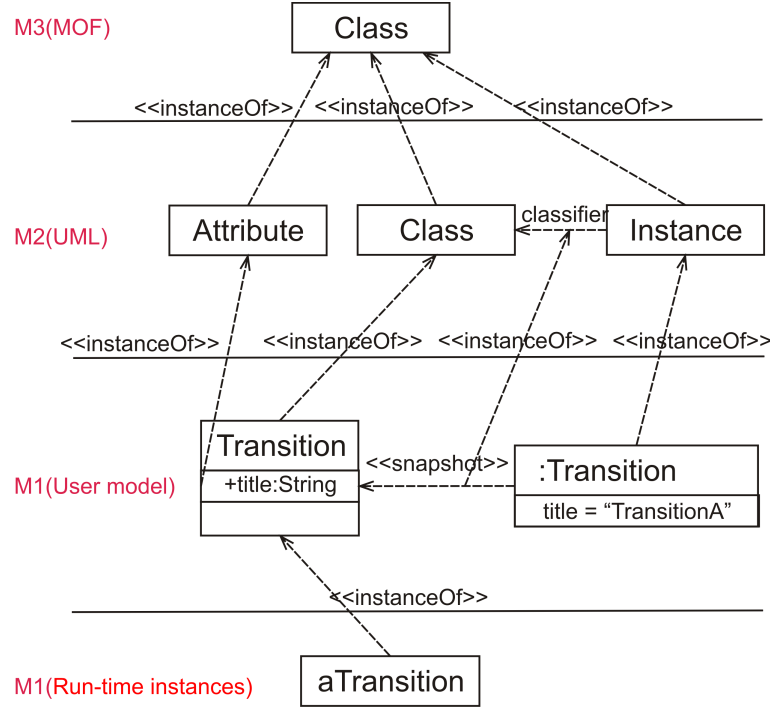 M3(MOF)
Class
<<instanceOf>>
<<instanceOf>>
<<instanceOf>>
M2(UML)
Attribute
Class
classifier
Instance
<<instanceOf>>
<<instanceOf>>
<<instanceOf>>
<<instanceOf>>
M1(User model)
Transition
+title:String
<<snapshot>>
:Transition
title = “TransitionA”
<<instanceOf>>
M1(Run-time instances)
aTransition